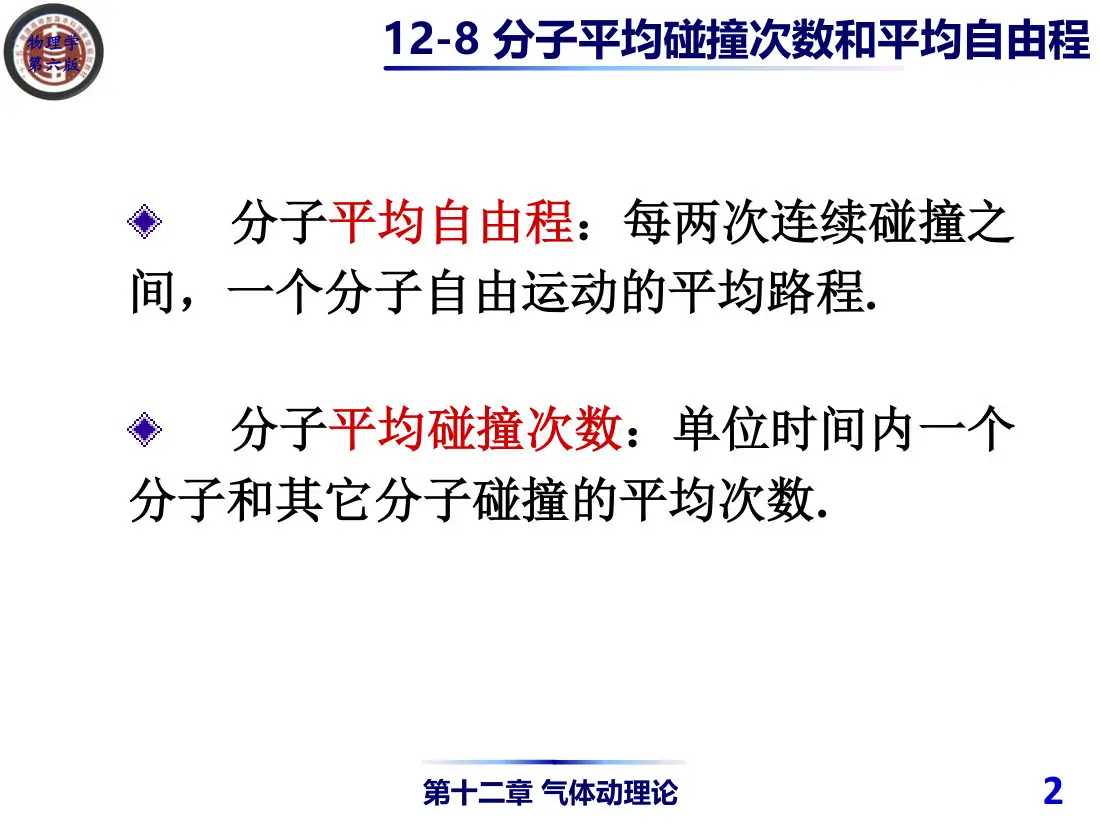 物理学
第六版
12-8 分子平均碰撞次数和平均自由程
分子平均自由程：每两次连续碰撞之
间，一个分子自由运动的平均路程.
分子平均碰撞次数：单位时间内一个
分子和其它分子碰撞的平均次数.
第十二章 气体动理论
2